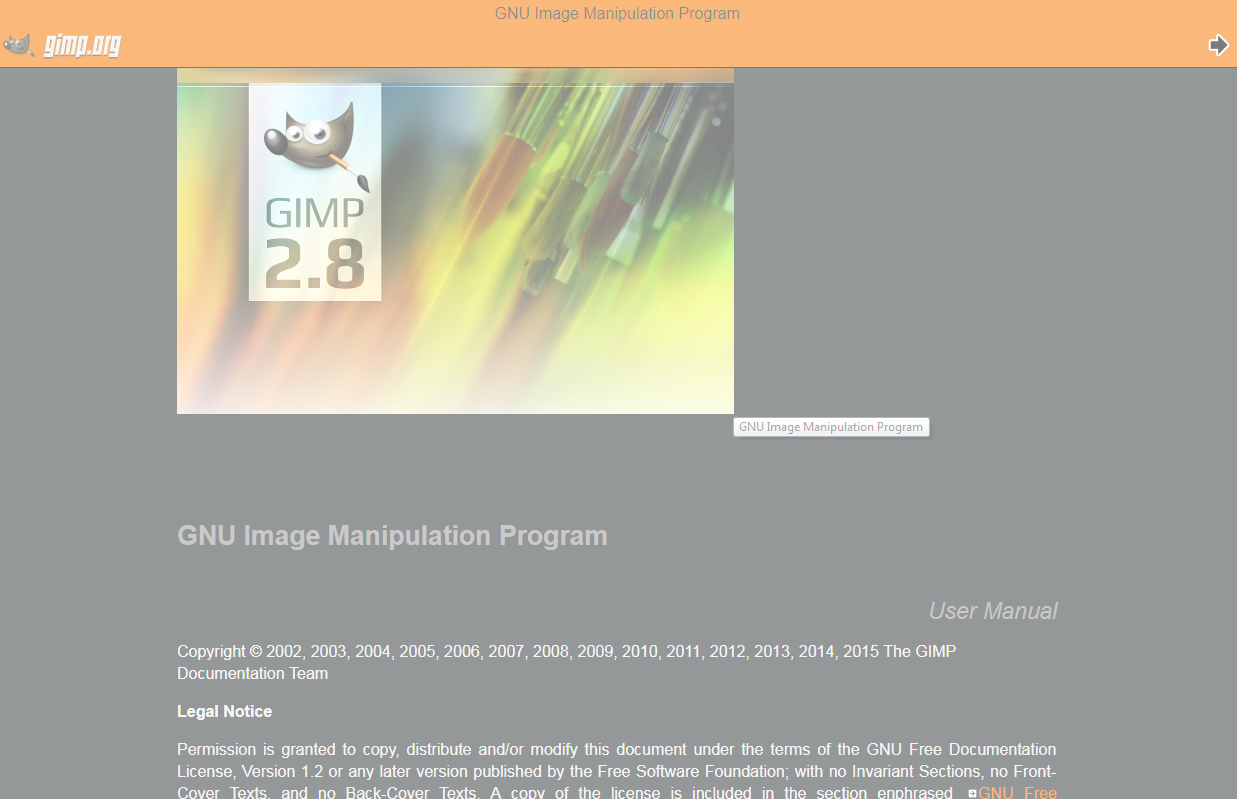 GNU Image Manipulation Program
gimp.org
GIMP
2.8
GNU Image Manipulation Program
GNU Image Manipulation Program
User Manual
Copyright © 2002, 2003, 2004, 2005, 2006, 2007, 2008, 2009, 2010, 2011, 2012, 2013, 2014, 2015 The GIMP
Documentation Team
Legal Notice
Permission is granted to copy, distribute and/or modify this document under the terms of the GNU Free Documentation
License, Version 1.2 or any later version published by the Free Software Foundation; with no Invariant Sections, no Front-
Cover Texts, and no Back-Cover Texts. A copy of the license is included in the section enphrased GNU Free